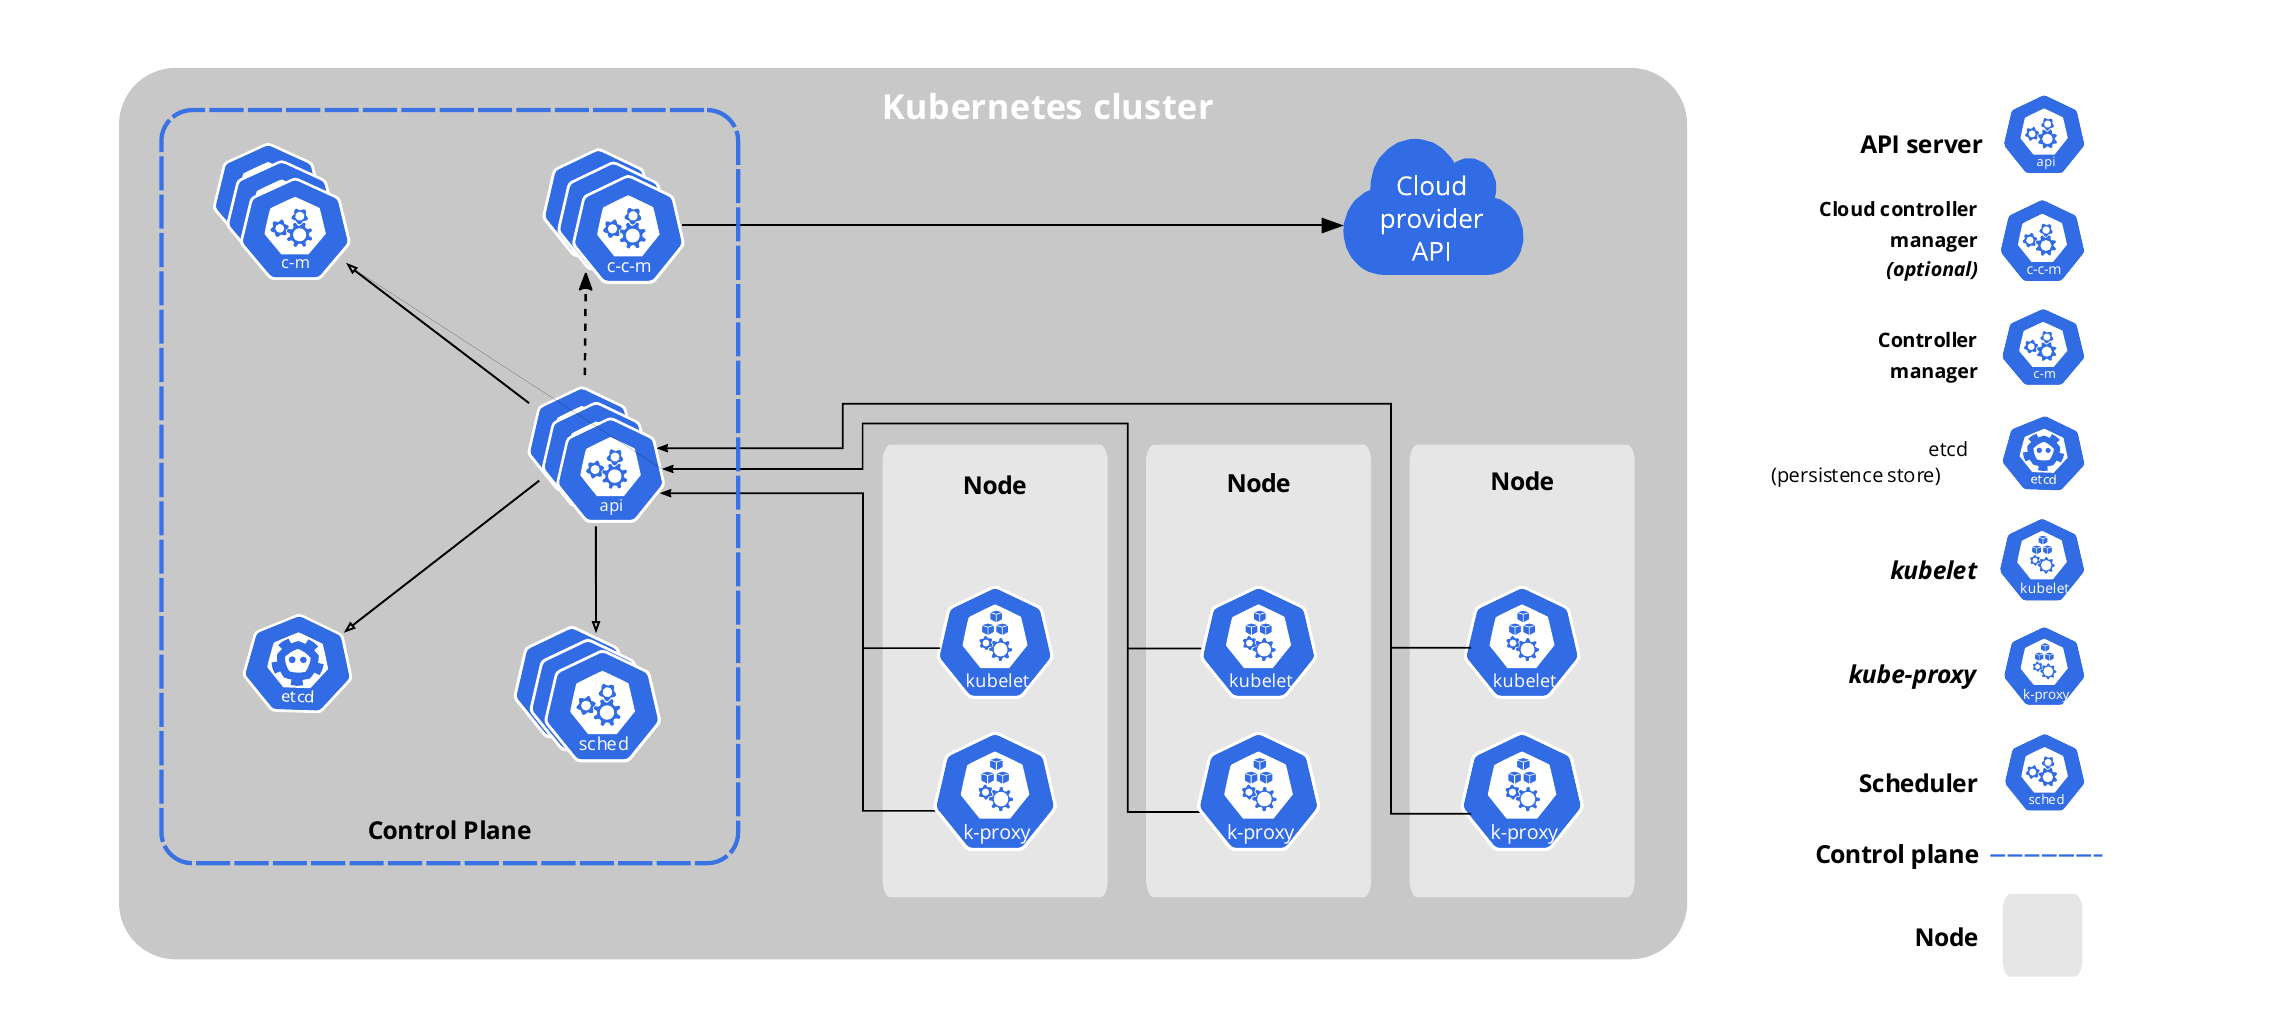 Kubernetes cluster
c-m
c-c-m
Cloud
provider
API
api
etcd
sched
Control Plane
Node
kubelet
k-proxy
Node
kubelet
k-proxy
Node
kubelet
k-proxy
API server
api
Cloud controller
manager
(optional)
c-c-m
Controller
manager
c-m
etcd
(persistence store)
etcd
kubelet
kubelet
kube-proxy
k-proxy
Scheduler
sched
Control plane
Node